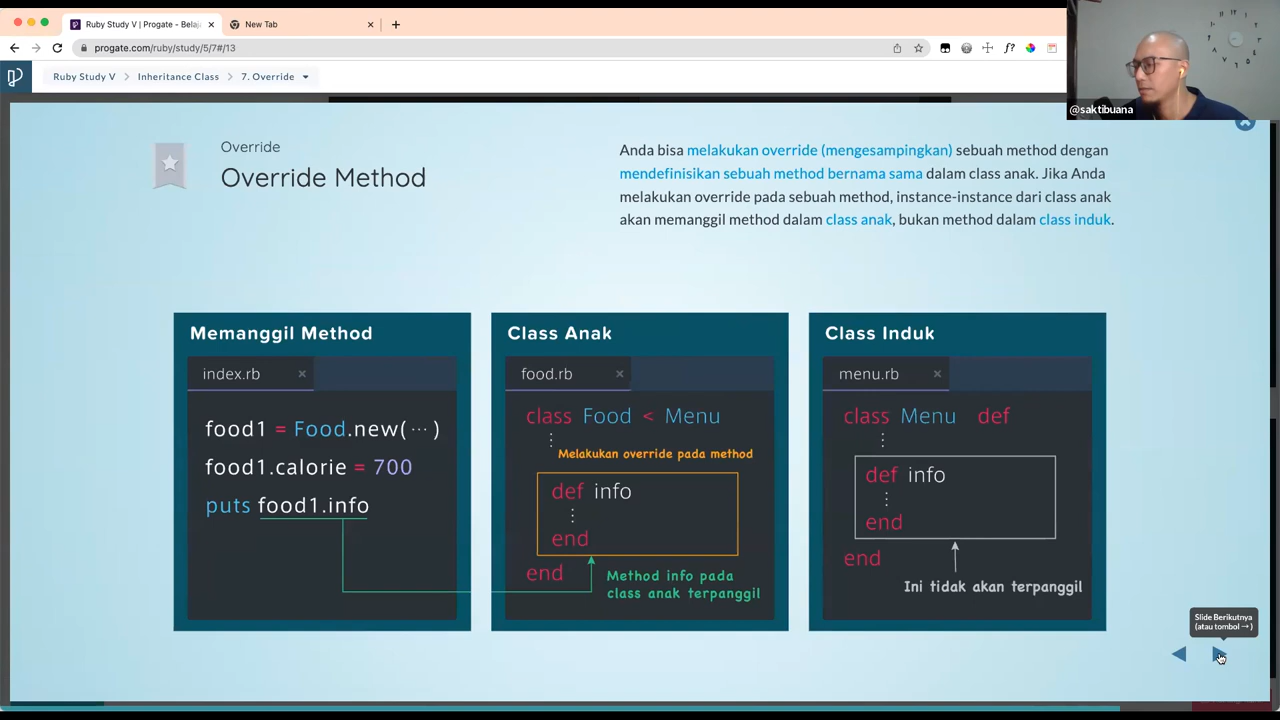 Ruby Study V | Progate - Belaja
New Tab
progate.com/ruby/study/5/7#/13
Ruby Study V
Inheritance Class
7. Override
@saktibuana
Override
Override Method
Anda bisa melakukan override (mengesampingkan) sebuah method dengan
mendefinisikan sebuah method bernama sama dalam class anak. Jika Anda
melakukan override pada sebuah method, instance-instance dari class anak
akan memanggil method dalam class anak, bukan method dalam class induk.
Memanggil Method
index.rb
food1 = Food.new(⋯)
food1.calorie = 700
puts food1.info
Class Anak
food.rb
class Food < Menu
⋮
Melakukan override pada method
def info
⋮
end
end
Method info pada
class anak terpanggil
Class Induk
menu.rb
class Menu def
⋮
def info
⋮
end
end
Ini tidak akan terpanggil
Slide Berikutnya
(atau tombol → )